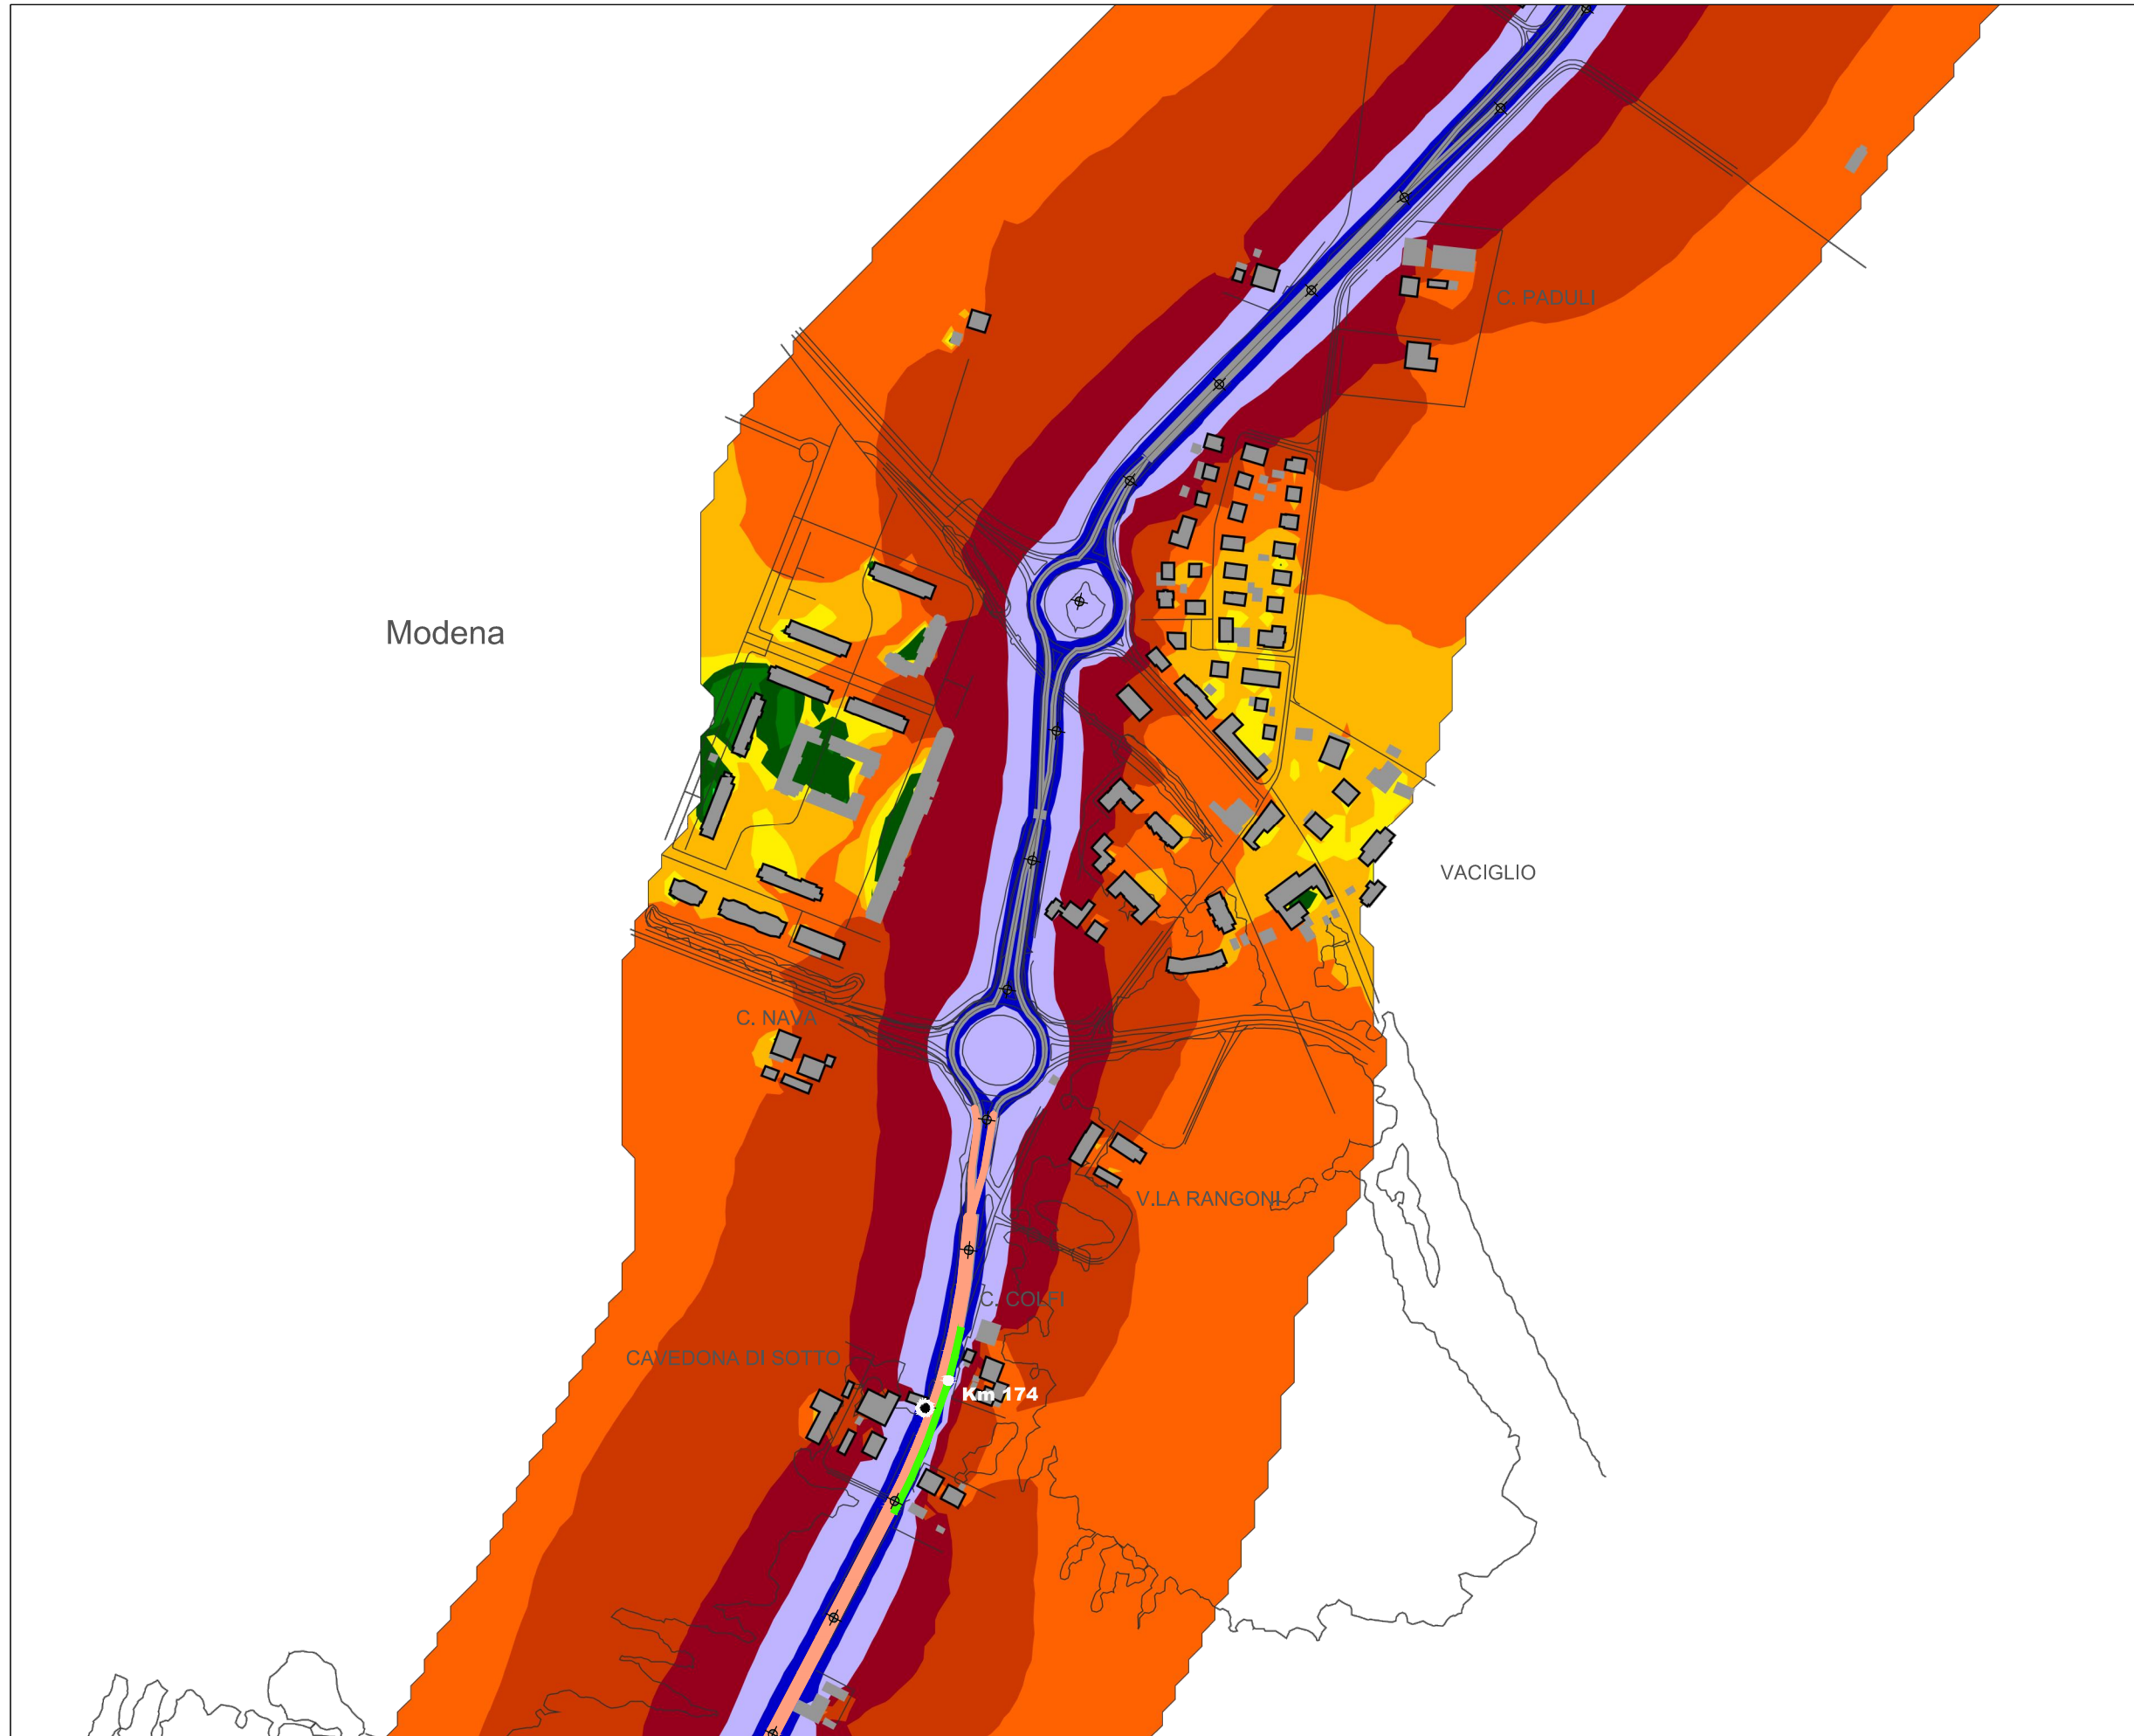 C. PADULI
Modena
VACIGLIO
C. NAVA
V.LA RANGONI
C. COLFI
CAVEDONA DI SOTTO
Km 174